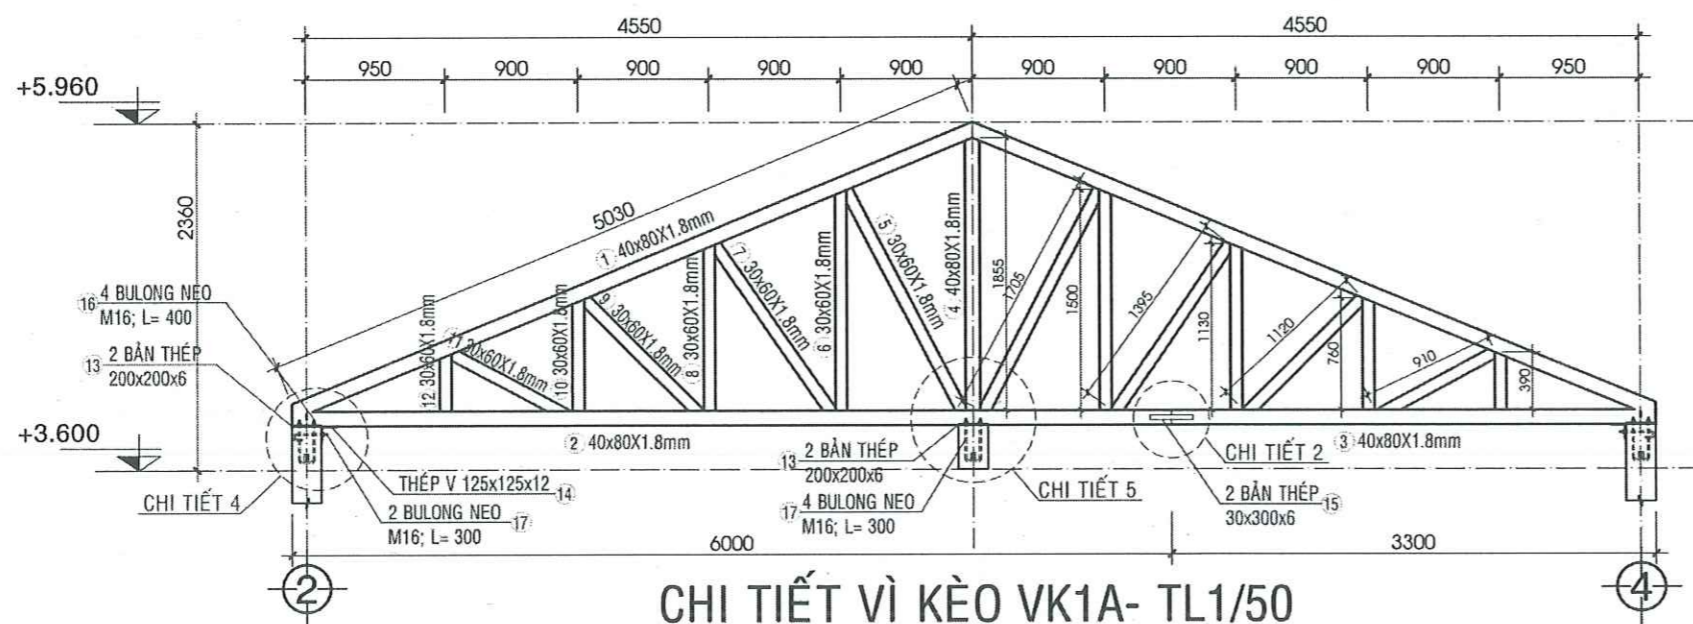 4550
4550
950
900
900
900
900
900
900
900
900
950
+5.960
2360
5030
① 40x80X1.8mm
⑯ 4 BULONG NEO
M16; L= 400
⑬ 2 BẢN THÉP
200x200x6
+3.600
12 30x60X1.8mm
11 30x60X1.8mm
10 30x60X1.8mm
9 30x60X1.8mm
8 30x60X1.8mm
7 30x60X1.8mm
6 30x60X1.8mm
5 30x60X1.8mm
4 40x80X1.8mm
1855
1705
1500
1395
1130
1120
760
910
390
② 40x80X1.8mm
③ 40x80X1.8mm
CHI TIẾT 4
THÉP V 125x125x12 ⑭
2 BULONG NEO ⑰
M16; L= 300
⑬ 2 BẢN THÉP
200x200x6
⑰ 4 BULONG NEO
M16; L= 300
CHI TIẾT 5
CHI TIẾT 2
2 BẢN THÉP ⑮
30x300x6
6000
3300
2
CHI TIẾT VÌ KÈO VK1A- TL1/50
4